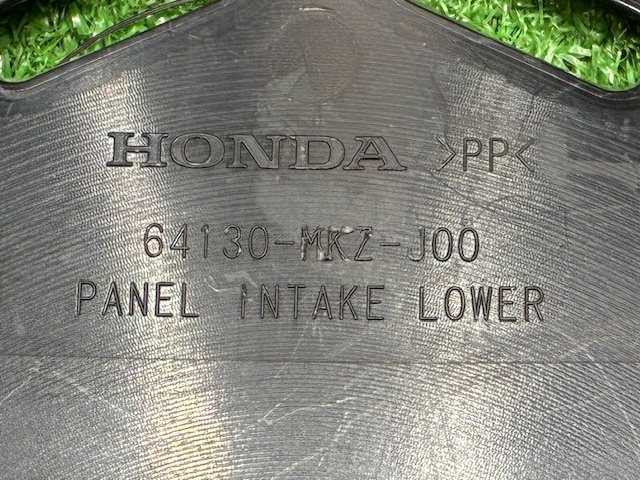 HONDA >PP<
64130-MKZ-J00
PANEL INTAKE LOWER